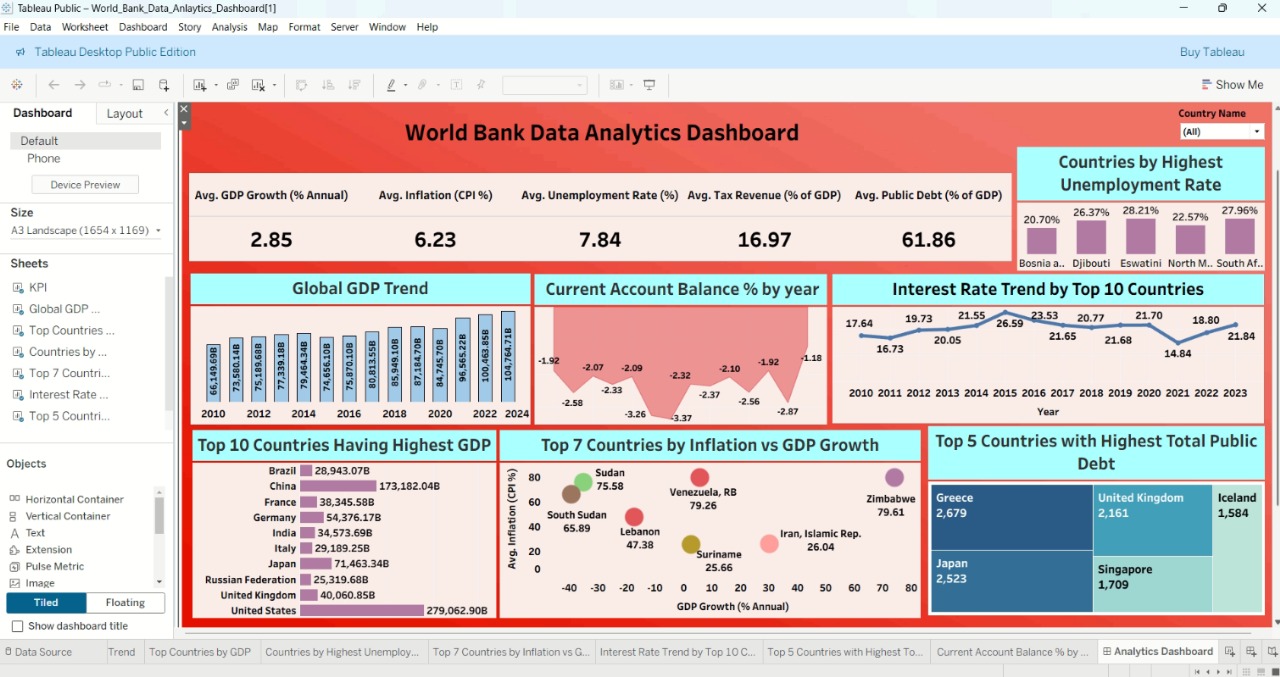 Tableau Public – World_Bank_Data_Anlaytics_Dashboard[1]
File Data Worksheet Dashboard Story Analysis Map Format Server Window Help
Tableau Desktop Public Edition
Buy Tableau
Show Me
Dashboard Layout
Default
Phone
Device Preview
Size
A3 Landscape (1654 x 1169)
Sheets
KPI
Global GDP ...
Top Countries ...
Countries by ...
Top 7 Countri...
Interest Rate ...
Top 5 Countri...
Objects
Horizontal Container
Vertical Container
Text
Extension
Pulse Metric
Image
Tiled Floating
Show dashboard title
World Bank Data Analytics Dashboard
Country Name
(All)
Avg. GDP Growth (% Annual) Avg. Inflation (CPI %) Avg. Unemployment Rate (%) Avg. Tax Revenue (% of GDP) Avg. Public Debt (% of GDP)
2.85 6.23 7.84 16.97 61.86
Countries by Highest
Unemployment Rate
20.70% 26.37% 28.21% 22.57% 27.96%
Bosnia a.. Djibouti Eswatini North M.. South Af..
Global GDP Trend
66,149.69B 73,580.14B 75,189.68B 77,339.18B 79,464.34B 74,656.10B 75,870.10B 80,813.55B 85,949.10B 87,184.70B 84,745.70B 96,565.22B 100,463.85B 104,764.71B
2010 2012 2014 2016 2018 2020 2022 2024
Current Account Balance % by year
-1.92 -2.58 -2.07 -2.33 -2.09 -3.26 -3.37 -2.32 -2.37 -2.10 -2.56 -1.92 -2.87 -1.18
Interest Rate Trend by Top 10 Countries
17.64 16.73 19.73 20.05 21.55 26.59 23.53 21.65 20.77 21.68 21.70 14.84 18.80 21.84
2010 2011 2012 2013 2014 2015 2016 2017 2018 2019 2020 2021 2022 2023
Year
Top 10 Countries Having Highest GDP
Brazil 28,943.07B
China 173,182.04B
France 38,345.58B
Germany 54,376.17B
India 34,573.69B
Italy 29,189.25B
Japan 71,463.34B
Russian Federation 25,319.68B
United Kingdom 40,060.85B
United States 279,062.90B
Top 7 Countries by Inflation vs GDP Growth
Avg. Inflation (CPI %)
80
60
40
20
0
Sudan
75.58
South Sudan
65.89
Venezuela, RB
79.26
Zimbabwe
79.61
Lebanon
47.38
Suriname
25.66
Iran, Islamic Rep.
26.04
-40 -30 -20 -10 0 10 20 30 40 50 60 70 80
GDP Growth (% Annual)
Top 5 Countries with Highest Total Public
Debt
Greece
2,679
Japan
2,523
United Kingdom
2,161
Singapore
1,709
Iceland
1,584
Data Source Trend Top Countries by GDP Countries by Highest Unemploy... Top 7 Countries by Inflation vs G... Interest Rate Trend by Top 10 C... Top 5 Countries with Highest To... Current Account Balance % by ... Analytics Dashboard